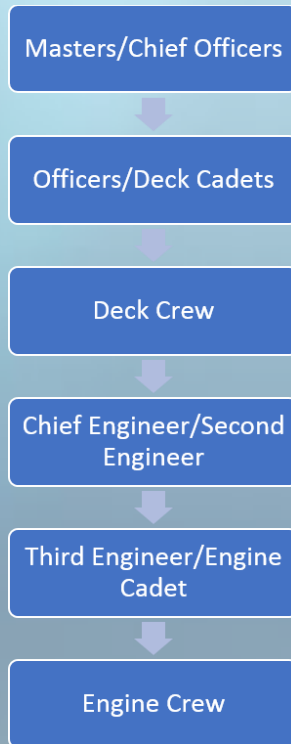 Masters/Chief Officers
Officers/Deck Cadets
Deck Crew
Chief Engineer/Second
Engineer
Third Engineer/Engine
Cadet
Engine Crew